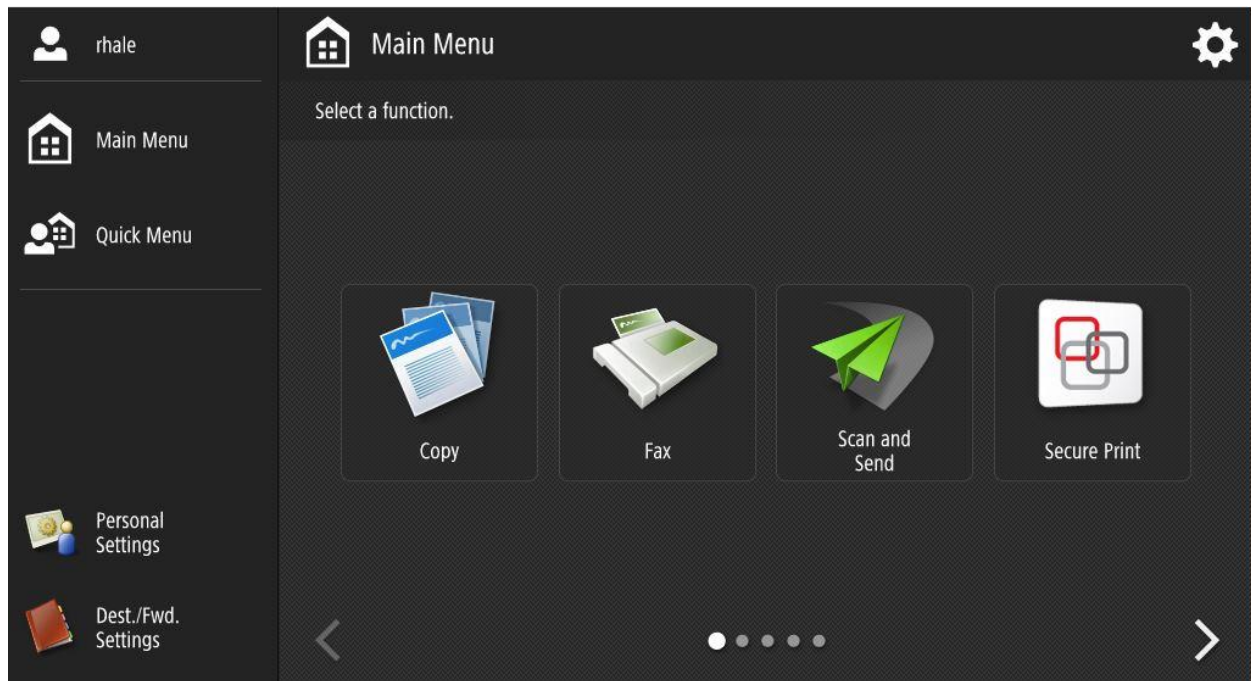 rhale
Main Menu
Quick Menu
Personal
Settings
Dest./Fwd.
Settings
Main Menu
Select a function.
Copy
Fax
Scan and
Send
Secure Print